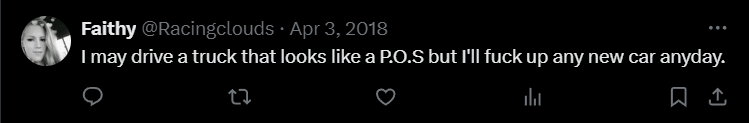 Faithy @Racingclouds · Apr 3, 2018
I may drive a truck that looks like a P.O.S but I'll fuck up any new car anyday.